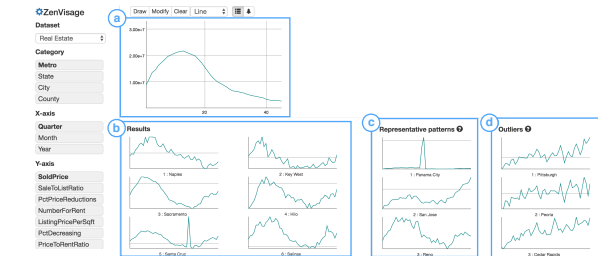 ZenVisage
Dataset
Real Estate
Category
Metro
State
City
County
X-axis
Quarter
Month
Year
Y-axis
SoldPrice
SaleToListRatio
PctPriceReductions
NumberForRent
ListingPricePerSqft
PctDecreasing
PriceToRentRatio
Draw Modify Clear Line
a
3.00e+7
2.00e+7
1.00e+7
20 40
b
Results
1 : Naples
2 : Key West
3 : Sacramento
4 : Hilo
5 : Santa Cruz
6 : Salinas
c
Representative patterns ?
1 : Panama City
2 : San Jose
3 : Reno
d
Outliers ?
1 : Pittsburgh
2 : Peoria
3 : Cedar Rapids